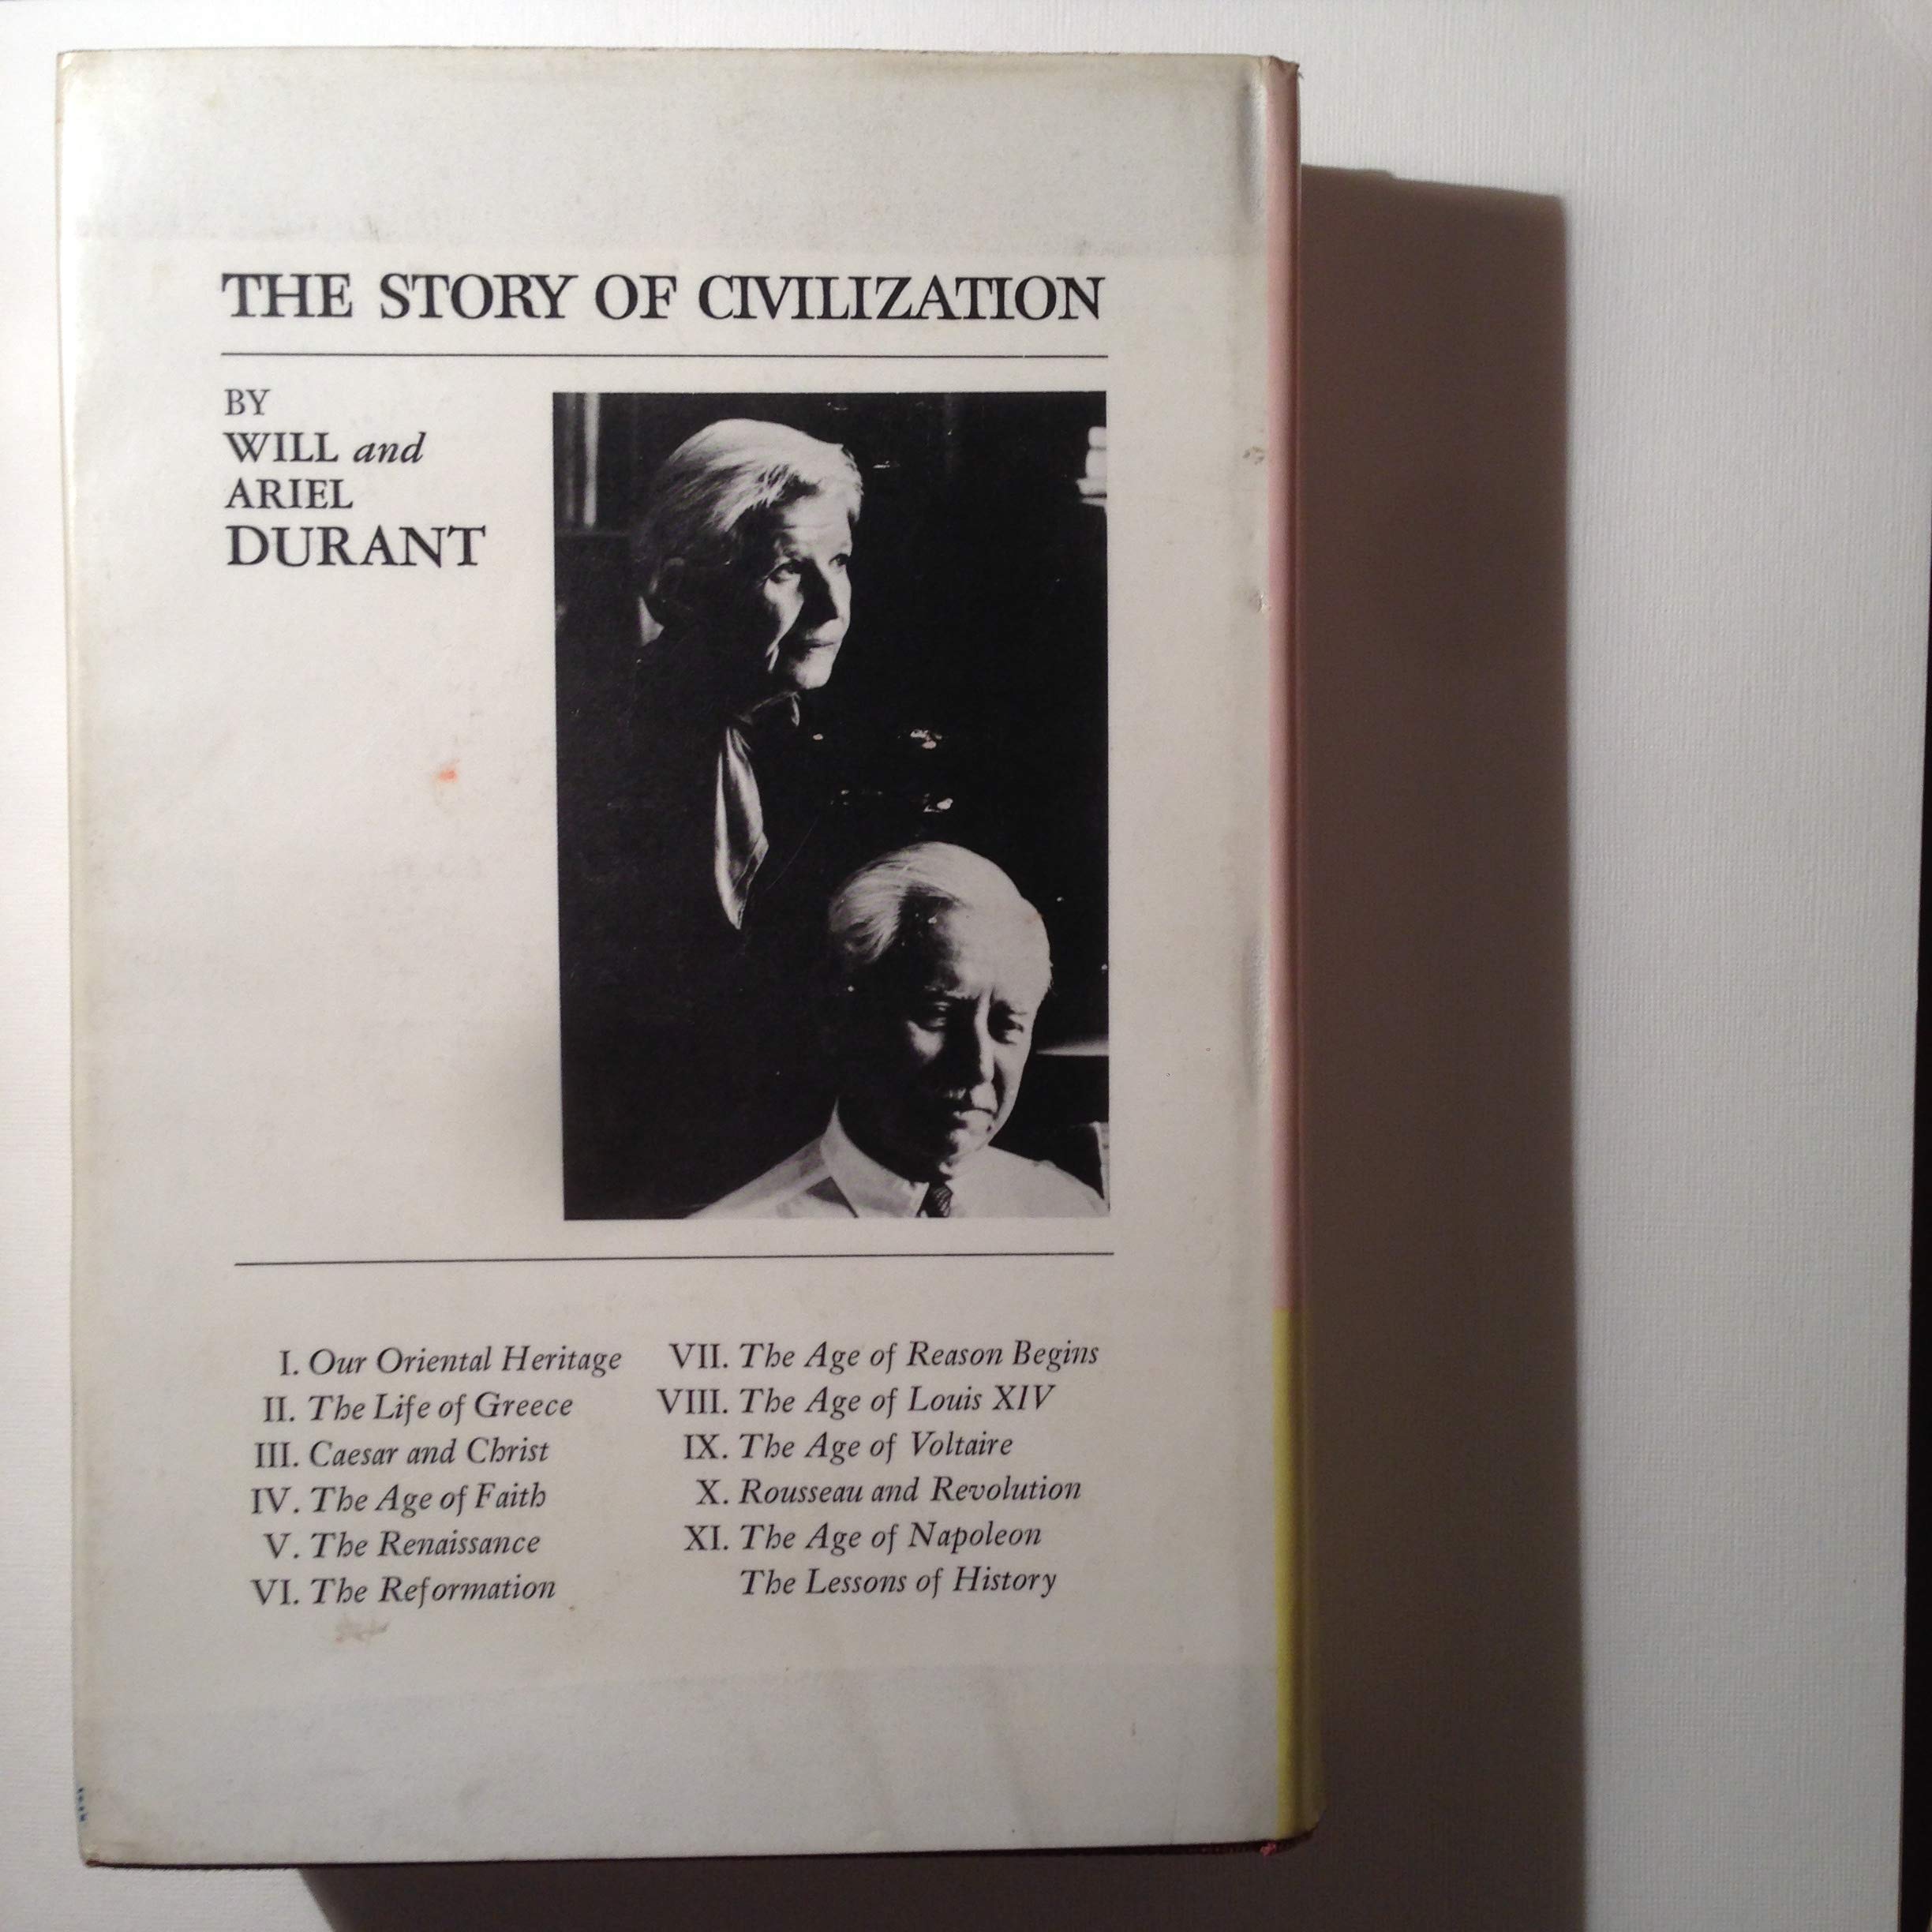 THE STORY OF CIVILIZATION
BY
WILL and
ARIEL
DURANT
I. Our Oriental Heritage
II. The Life of Greece
III. Caesar and Christ
IV. The Age of Faith
V. The Renaissance
VI. The Reformation
VII. The Age of Reason Begins
VIII. The Age of Louis XIV
IX. The Age of Voltaire
X. Rousseau and Revolution
XI. The Age of Napoleon
The Lessons of History